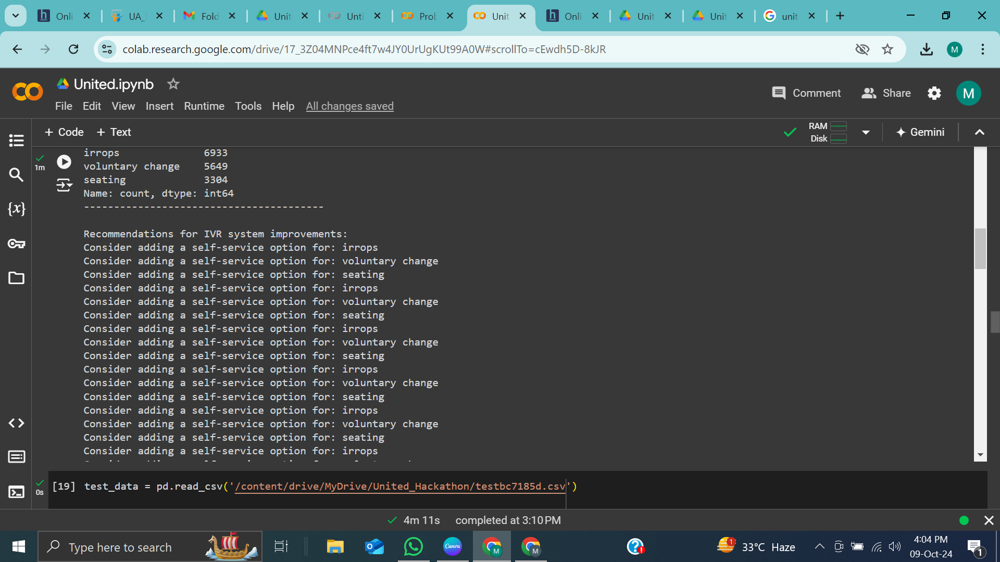 Onli
UA_
Fold
Unit
Unti
Prob
Unit
Onli
Unit
Unit
unit
colab.research.google.com/drive/17_3Z04MNPce4ft7w4JY0UrUgKUt99A0W#scrollTo=cEwdh5D-8kJR
M
United.ipynb
Comment
Share
M
File Edit View Insert Runtime Tools Help All changes saved
+ Code + Text
RAM
Disk
Gemini
1m
irrops 6933
voluntary change 5649
seating 3304
Name: count, dtype: int64
----------------------------------------
Recommendations for IVR system improvements:
Consider adding a self-service option for: irrops
Consider adding a self-service option for: voluntary change
Consider adding a self-service option for: seating
Consider adding a self-service option for: irrops
Consider adding a self-service option for: voluntary change
Consider adding a self-service option for: seating
Consider adding a self-service option for: irrops
Consider adding a self-service option for: voluntary change
Consider adding a self-service option for: seating
Consider adding a self-service option for: irrops
Consider adding a self-service option for: voluntary change
Consider adding a self-service option for: seating
Consider adding a self-service option for: irrops
Consider adding a self-service option for: voluntary change
Consider adding a self-service option for: seating
Consider adding a self-service option for: irrops
0s
[19] test_data = pd.read_csv('/content/drive/MyDrive/United_Hackathon/testbc7185d.csv')
4m 11s completed at 3:10 PM
Type here to search
Canva
M
M
1
33°C Haze
4:04 PM
09-Oct-24
1